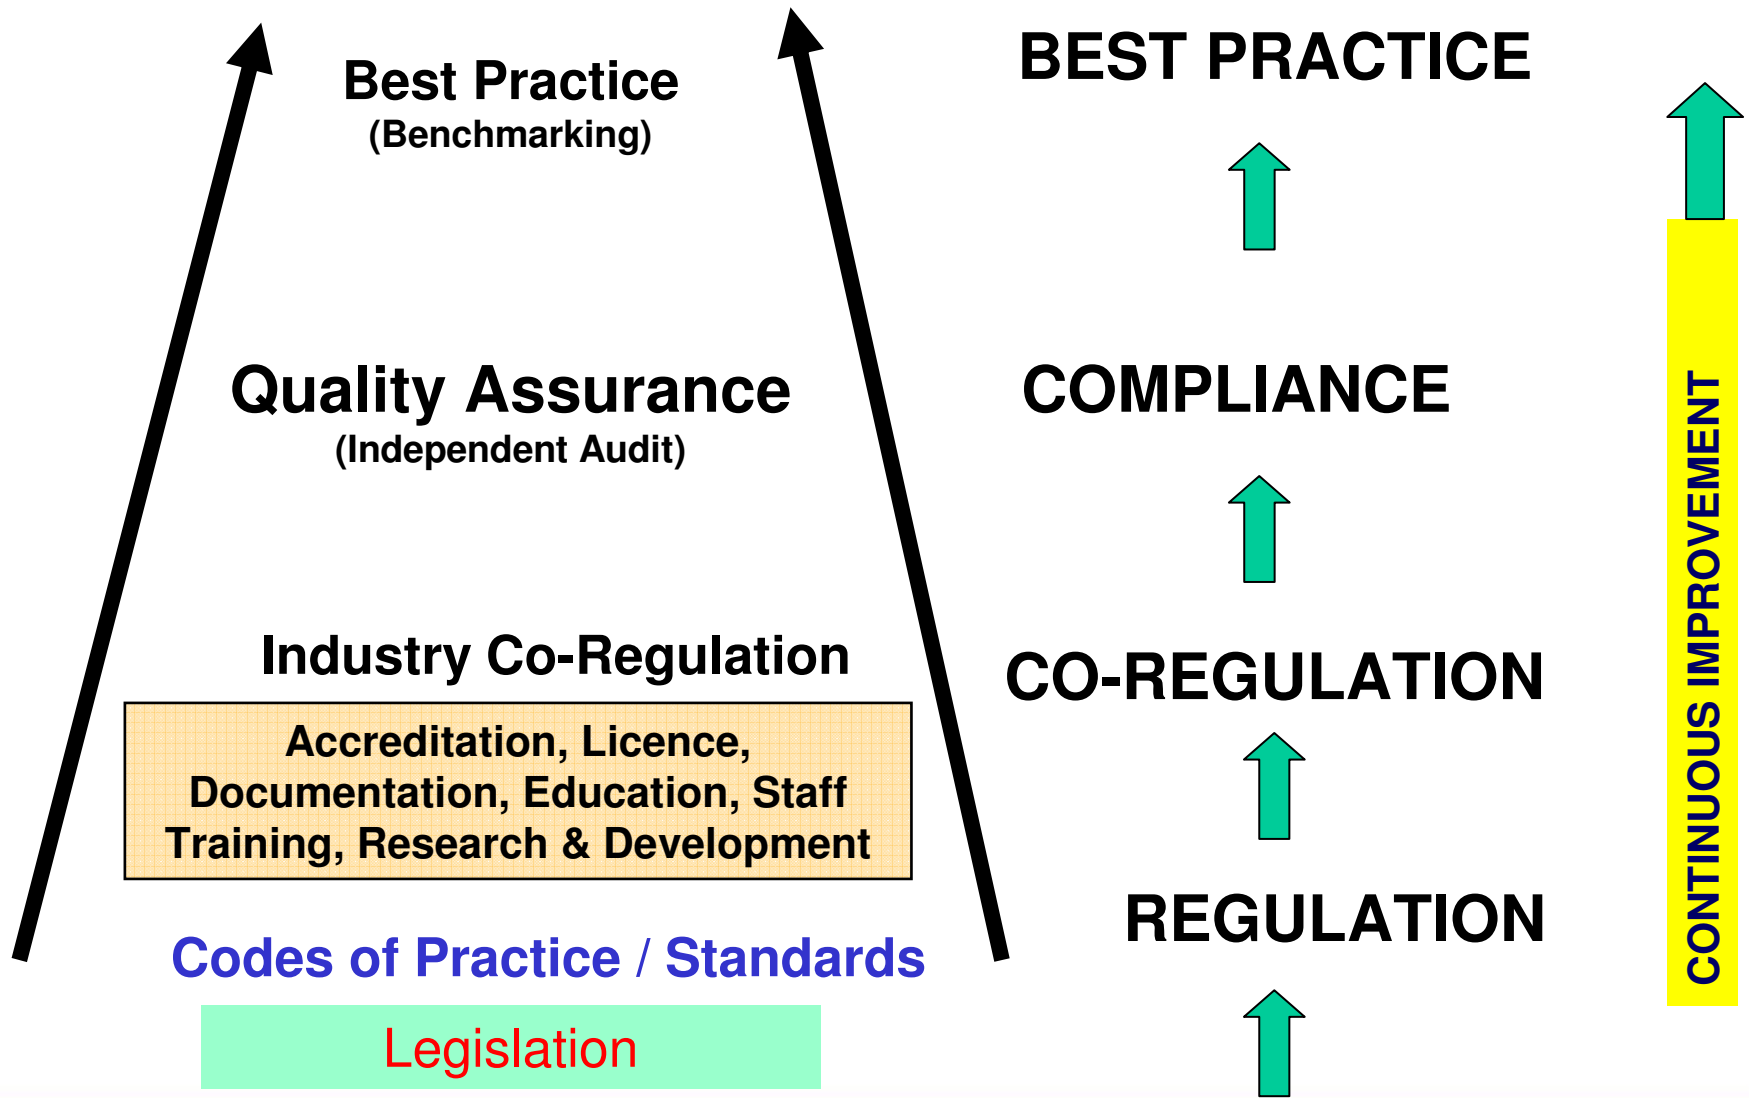 Best Practice
(Benchmarking)
Quality Assurance
(Independent Audit)
Industry Co-Regulation
Accreditation, Licence,
Documentation, Education, Staff
Training, Research & Development
Codes of Practice / Standards
Legislation
BEST PRACTICE
COMPLIANCE
CO-REGULATION
REGULATION
CONTINUOUS IMPROVEMENT